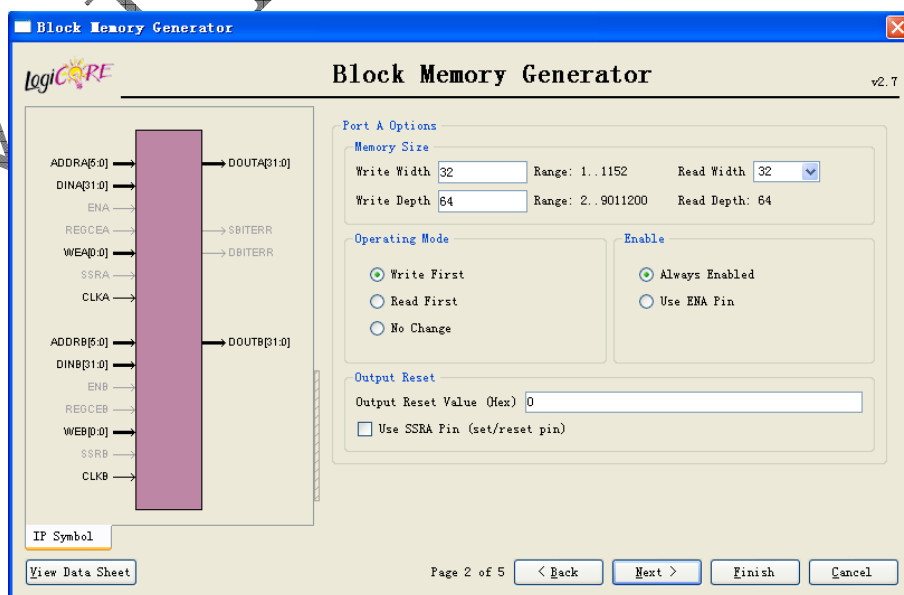 Block Memory Generator
LogiCORE
Block Memory Generator
v2.7
ADDRA[5:0]
DINA[31:0]
ENA
REGCEA
WEA[0:0]
SSRA
CLKA
ADDRB[5:0]
DINB[31:0]
ENB
REGCEB
WEB[0:0]
SSRB
CLKB
DOUTA[31:0]
SBITERR
DBITERR
DOUTB[31:0]
IP Symbol
Port A Options
Memory Size
Write Width 32 Range: 1..1152 Read Width 32
Write Depth 64 Range: 2..9011200 Read Depth: 64
Operating Mode
Write First
Read First
No Change
Enable
Always Enabled
Use ENA Pin
Output Reset
Output Reset Value (Hex) 0
Use SSRA Pin (set/reset pin)
View Data Sheet
Page 2 of 5
< Back
Next >
Finish
Cancel